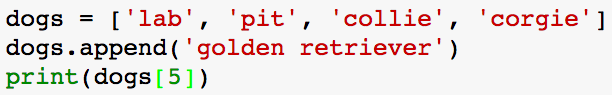 dogs = ['lab', 'pit', 'collie', 'corgie']
dogs.append('golden retriever')
print(dogs[5])